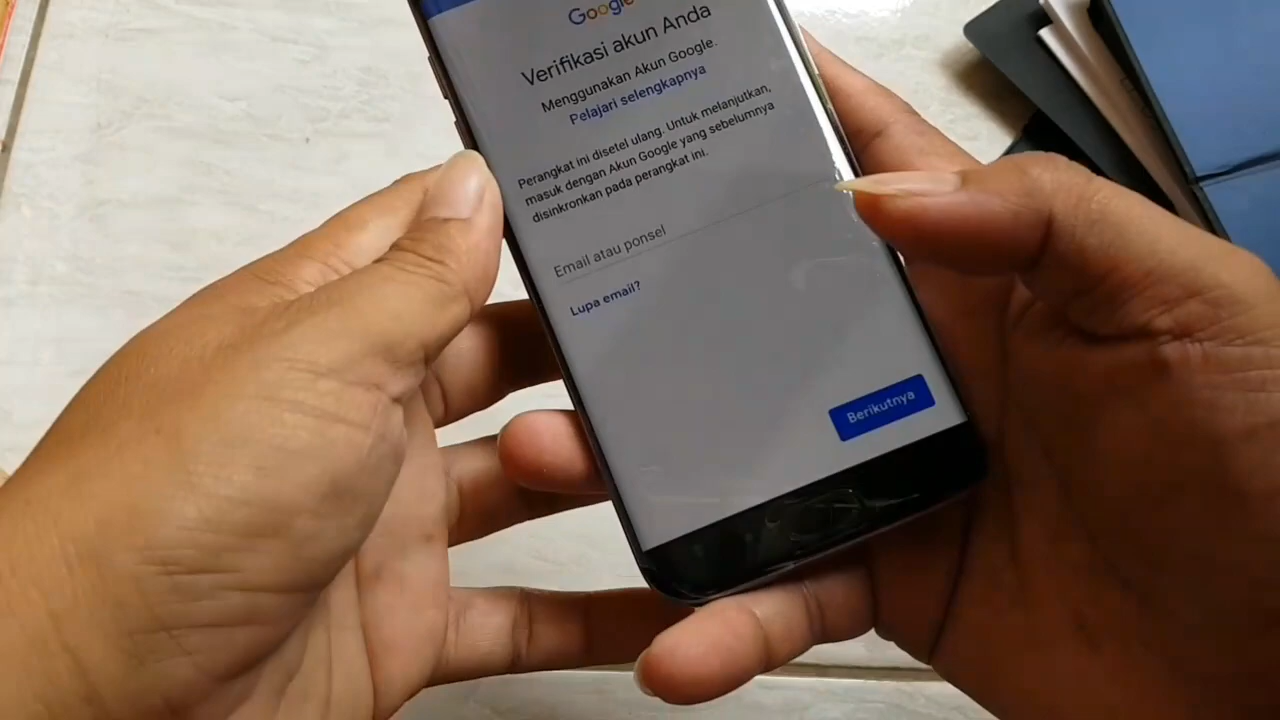 Google
Verifikasi akun Anda
Menggunakan Akun Google.
Pelajari selengkapnya
Perangkat ini disetel ulang. Untuk melanjutkan,
masuk dengan Akun Google yang sebelumnya
disinkronkan pada perangkat ini.
Email atau ponsel
Lupa email?
Berikutnya